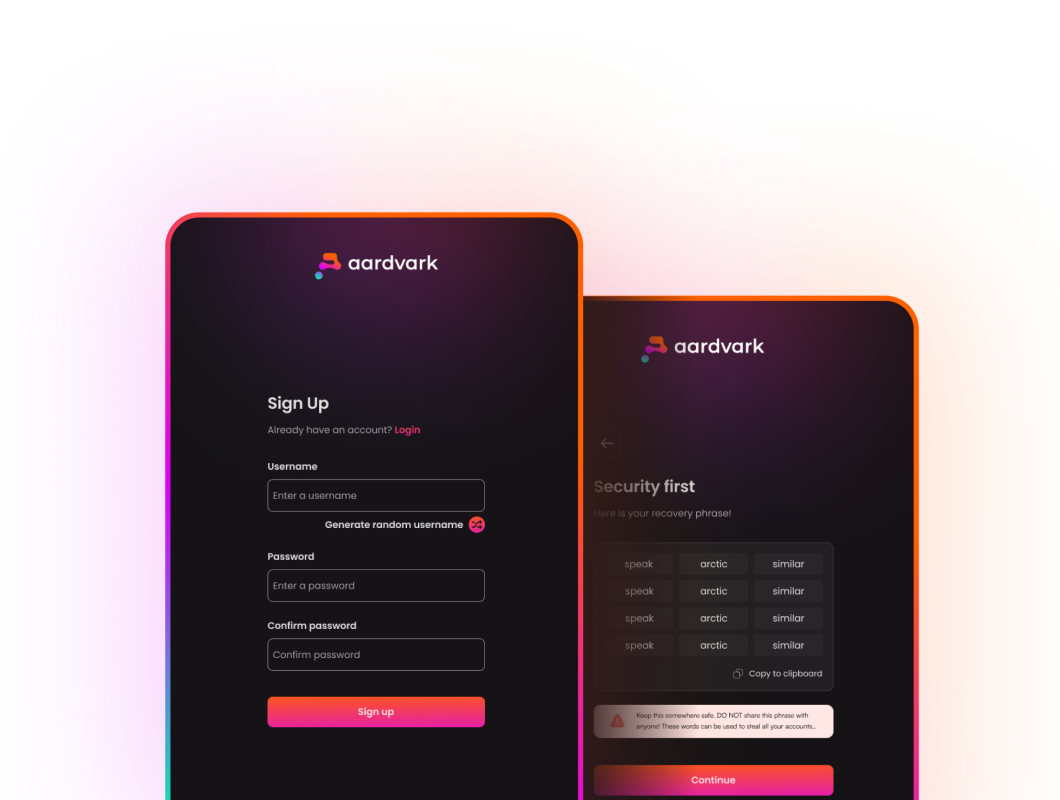 aardvark
Sign Up
Already have an account? Login
Username
Enter a username
Generate random username
Password
Enter a password
Confirm password
Confirm password
Sign up
aardvark
Security first
Here is your recovery phrase!
speak arctic similar
speak arctic similar
speak arctic similar
speak arctic similar
Copy to clipboard
Keep this somewhere safe, DO NOT share this phrase with
anyone! These words can be used to steal all your accounts...
Continue